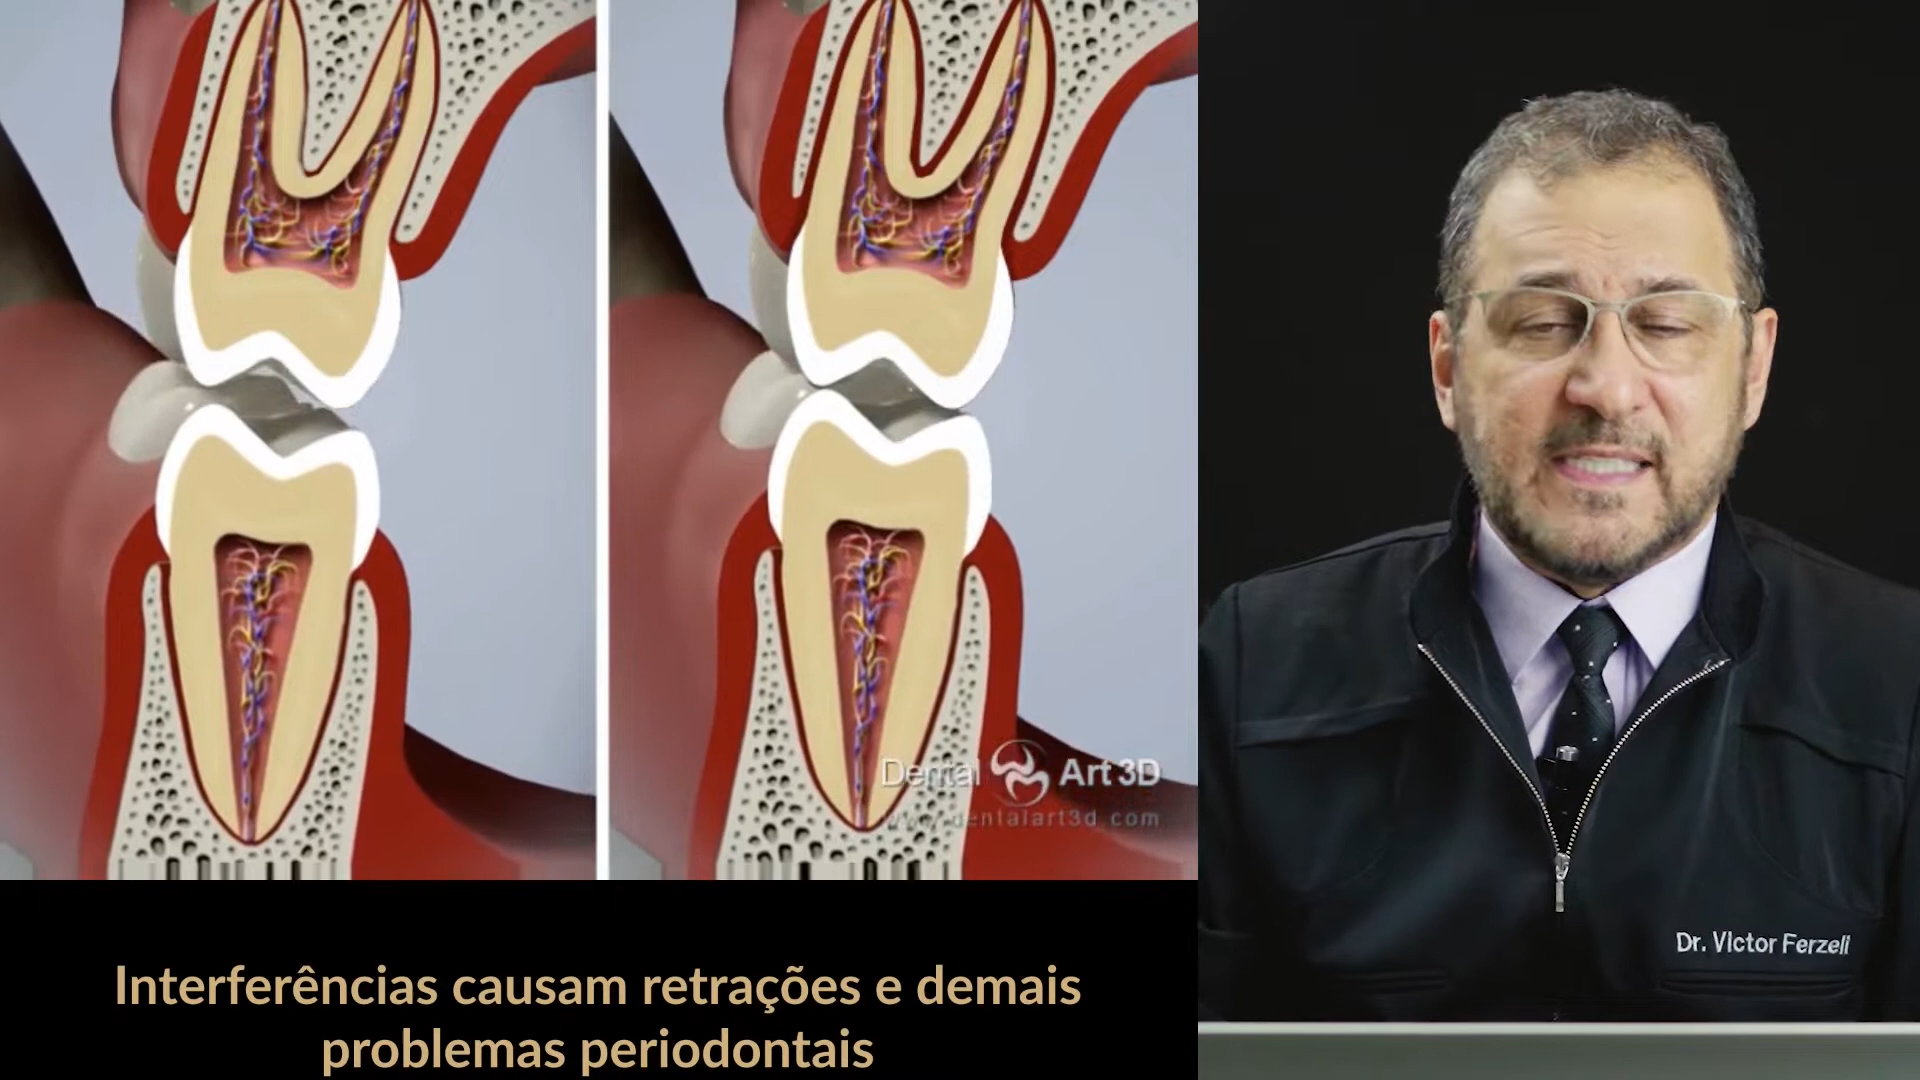 Dental Art 3D
www.dentalart3d.com
Interferências causam retrações e demais
problemas periodontais
Dr. Victor Ferzeli